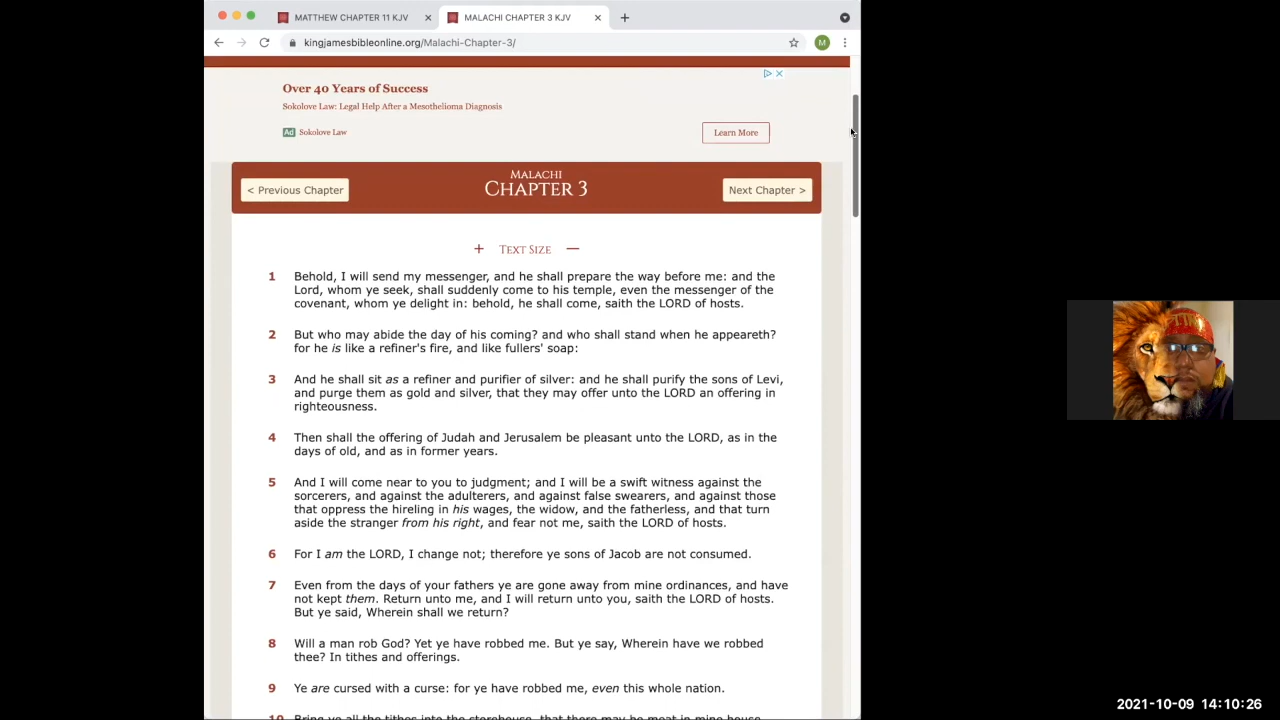 MATTHEW CHAPTER 11 KJV
MALACHI CHAPTER 3 KJV
kingjamesbibleonline.org/Malachi-Chapter-3/
M
Over 40 Years of Success
Sokolove Law: Legal Help After a Mesothelioma Diagnosis
Ad Sokolove Law
Learn More
< Previous Chapter
MALACHI
CHAPTER 3
Next Chapter >
+ TEXT SIZE —
1 Behold, I will send my messenger, and he shall prepare the way before me: and the
Lord, whom ye seek, shall suddenly come to his temple, even the messenger of the
covenant, whom ye delight in: behold, he shall come, saith the LORD of hosts.
2 But who may abide the day of his coming? and who shall stand when he appeareth?
for he is like a refiner's fire, and like fullers' soap:
3 And he shall sit as a refiner and purifier of silver: and he shall purify the sons of Levi,
and purge them as gold and silver, that they may offer unto the LORD an offering in
righteousness.
4 Then shall the offering of Judah and Jerusalem be pleasant unto the LORD, as in the
days of old, and as in former years.
5 And I will come near to you to judgment; and I will be a swift witness against the
sorcerers, and against the adulterers, and against false swearers, and against those
that oppress the hireling in his wages, the widow, and the fatherless, and that turn
aside the stranger from his right, and fear not me, saith the LORD of hosts.
6 For I am the LORD, I change not; therefore ye sons of Jacob are not consumed.
7 Even from the days of your fathers ye are gone away from mine ordinances, and have
not kept them. Return unto me, and I will return unto you, saith the LORD of hosts.
But ye said, Wherein shall we return?
8 Will a man rob God? Yet ye have robbed me. But ye say, Wherein have we robbed
thee? In tithes and offerings.
9 Ye are cursed with a curse: for ye have robbed me, even this whole nation.
10 Bring ye all the tithes into the storehouse, that there may be meat in mine house,
2021-10-09 14:10:26